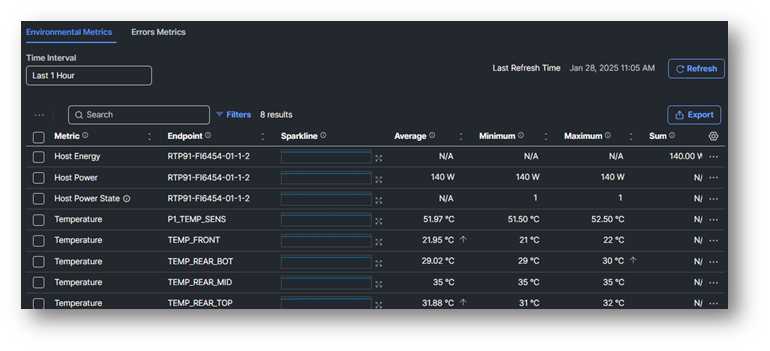 Environmental Metrics Errors Metrics
Time Interval
Last 1 Hour
Last Refresh Time Jan 28, 2025 11:05 AM Refresh
... Search Filters 8 results Export
Metric Endpoint Sparkline Average Minimum Maximum Sum
Host Energy RTP91-FI6454-01-1-2 N/A N/A N/A 140.00 W ...
Host Power RTP91-FI6454-01-1-2 140 W 140 W 140 W N/ ...
Host Power State RTP91-FI6454-01-1-2 N/A 1 1 N/ ...
Temperature P1_TEMP_SENS 51.97 °C 51.50 °C 52.50 °C N/ ...
Temperature TEMP_FRONT 21.95 °C ↑ 21 °C 22 °C N/ ...
Temperature TEMP_REAR_BOT 29.02 °C 29 °C 30 °C ↑ N/ ...
Temperature TEMP_REAR_MID 35 °C 35 °C 35 °C N/ ...
Temperature TEMP_REAR_TOP 31.88 °C ↑ 31 °C 32 °C N/ ...